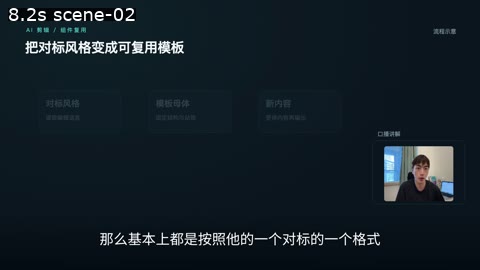 8.2s scene-02
AI 剪辑 / 组件复用
把对标风格变成可复用模板
流程示意
对标风格
模板母体
新内容
口播讲解
那么基本上都是按照他的一个对标的一个格式